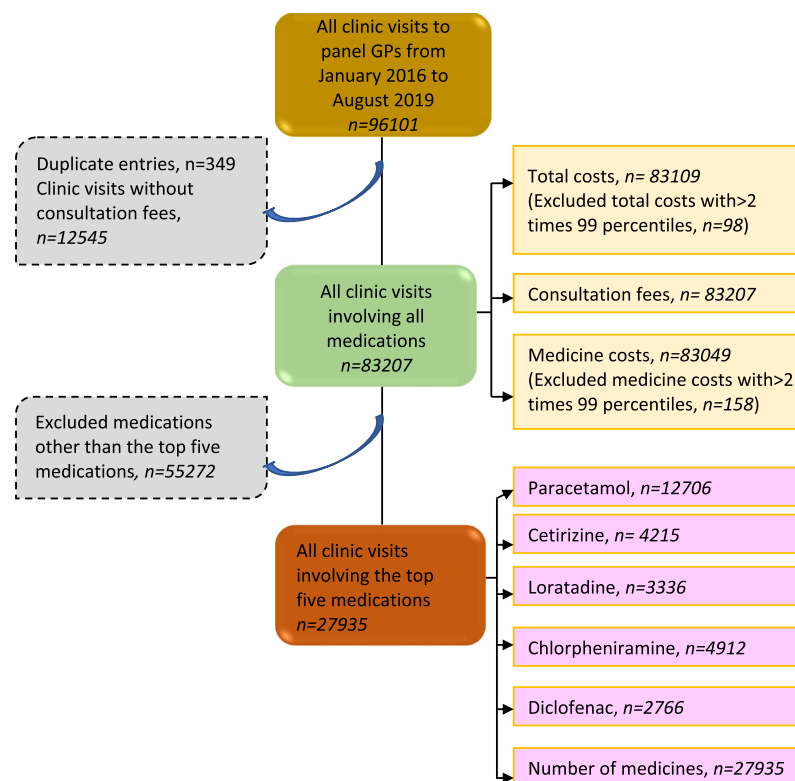 All clinic visits to
panel GPs from
January 2016 to
August 2019
n=96101
Duplicate entries, n=349
Clinic visits without
consultation fees,
n=12545
Total costs, n= 83109
(Excluded total costs with>2
times 99 percentiles, n=98)
All clinic visits
involving all
medications
n=83207
Consultation fees, n= 83207
Medicine costs, n=83049
(Excluded medicine costs with>2
times 99 percentiles, n=158)
Excluded medications
other than the top five
medications, n=55272
All clinic visits
involving the top
five medications
n=27935
Paracetamol, n=12706
Cetirizine, n= 4215
Loratadine, n=3336
Chlorpheniramine, n=4912
Diclofenac, n=2766
Number of medicines, n=27935